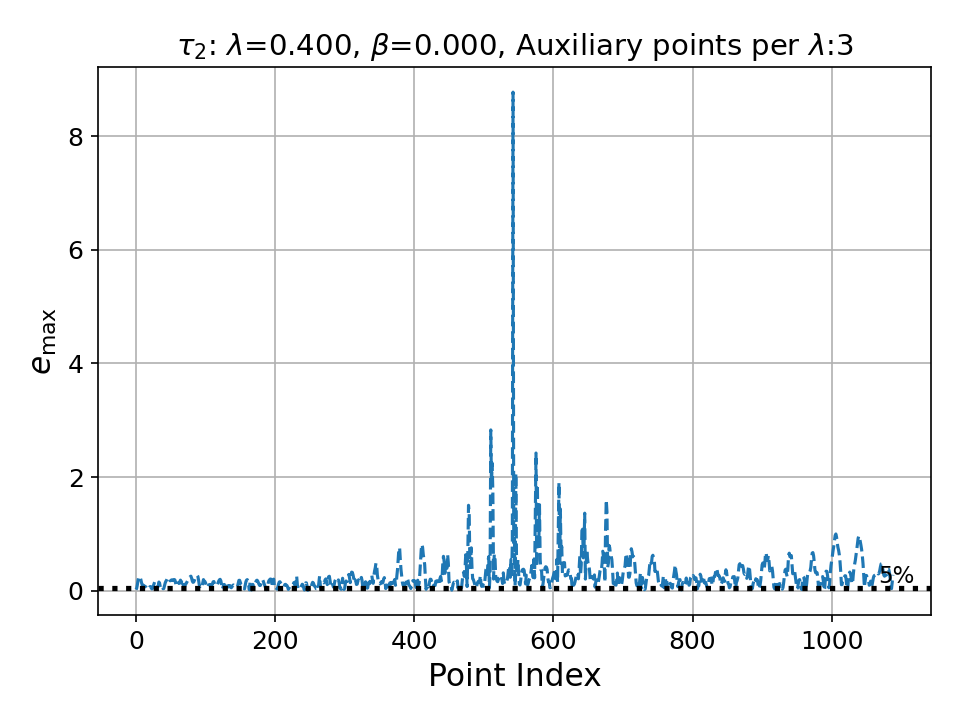 τ₂: λ=0.400, β=0.000, Auxiliary points per λ:3
8
6
4
2
0
e_max
5%
0 200 400 600 800 1000
Point Index